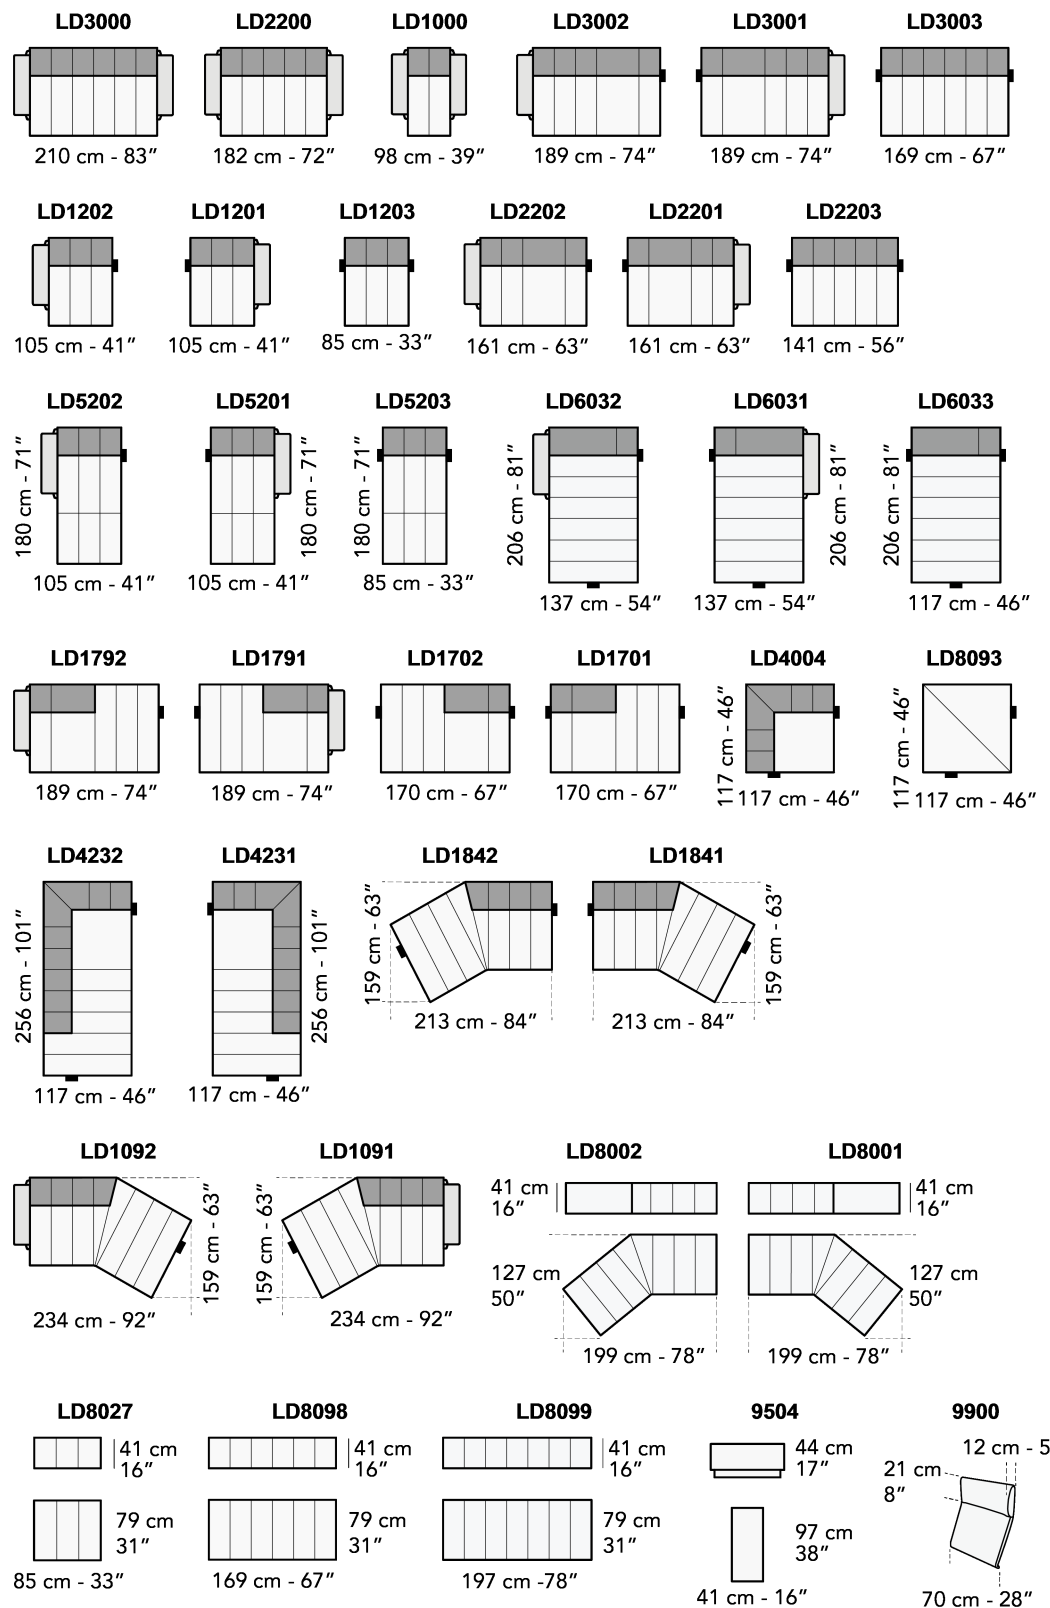 LD3000 LD2200 LD1000 LD3002 LD3001 LD3003
210 cm - 83” 182 cm - 72” 98 cm - 39” 189 cm - 74” 189 cm - 74” 169 cm - 67”
LD1202 LD1201 LD1203 LD2202 LD2201 LD2203
105 cm - 41” 105 cm - 41” 85 cm - 33” 161 cm - 63” 161 cm - 63” 141 cm - 56”
LD5202 LD5201 LD5203 LD6032 LD6031 LD6033
180 cm - 71” 180 cm - 71” 180 cm - 71” 206 cm - 81” 206 cm - 81” 206 cm - 81”
105 cm - 41” 105 cm - 41” 85 cm - 33” 137 cm - 54” 137 cm - 54” 117 cm - 46”
LD1792 LD1791 LD1702 LD1701 LD4004 LD8093
117 cm - 46” 117 cm - 46”
189 cm - 74” 189 cm - 74” 170 cm - 67” 170 cm - 67” 117 cm - 46” 117 cm - 46”
LD4232 LD4231 LD1842 LD1841
256 cm - 101” 256 cm - 101” 159 cm - 63” 159 cm - 63”
213 cm - 84” 213 cm - 84”
117 cm - 46” 117 cm - 46”
LD1092 LD1091 LD8002 LD8001
41 cm 41 cm
16” 16”
159 cm - 63” 159 cm - 63”
127 cm 127 cm
50” 50”
234 cm - 92” 234 cm - 92”
199 cm - 78” 199 cm - 78”
LD8027 LD8098 LD8099 9504 9900
41 cm 41 cm 41 cm 44 cm 12 cm - 5
16” 16” 16” 17” 21 cm
8”
79 cm 79 cm 79 cm 97 cm
31” 31” 31” 38”
85 cm - 33” 169 cm - 67” 197 cm -78” 41 cm - 16” 70 cm - 28”